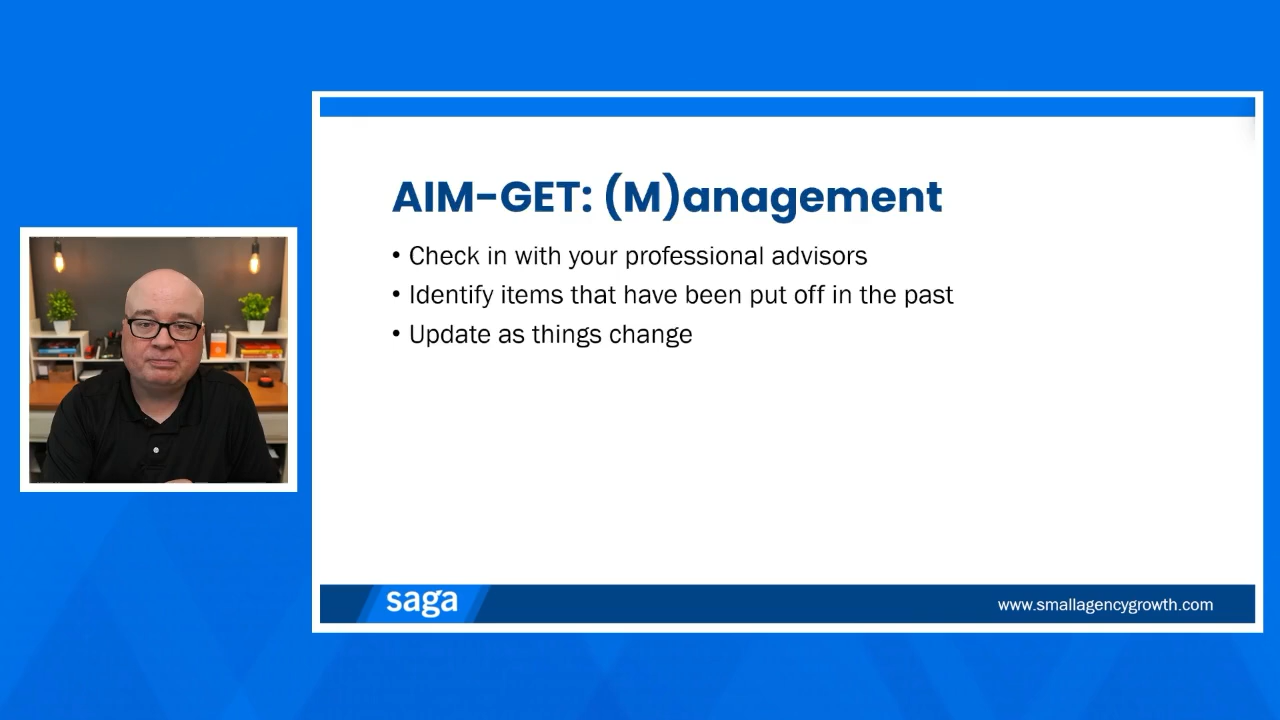 AIM-GET: (M)anagement
• Check in with your professional advisors
• Identify items that have been put off in the past
• Update as things change
saga
www.smallagencygrowth.com